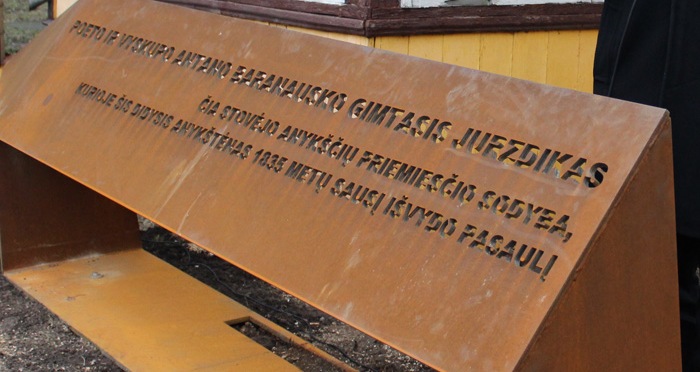 POETO IR VYSKUPO ANTANO BARANAUSKO GIMTASIS JURZDIKAS
ČIA STOVĖJO ANYKŠČIŲ PRIEMIESČIO SODYBA,
KURIOJE ŠIS DIDYSIS ANYKŠTĖNAS 1835 METŲ SAUSĮ IŠVYDO PASAULĮ